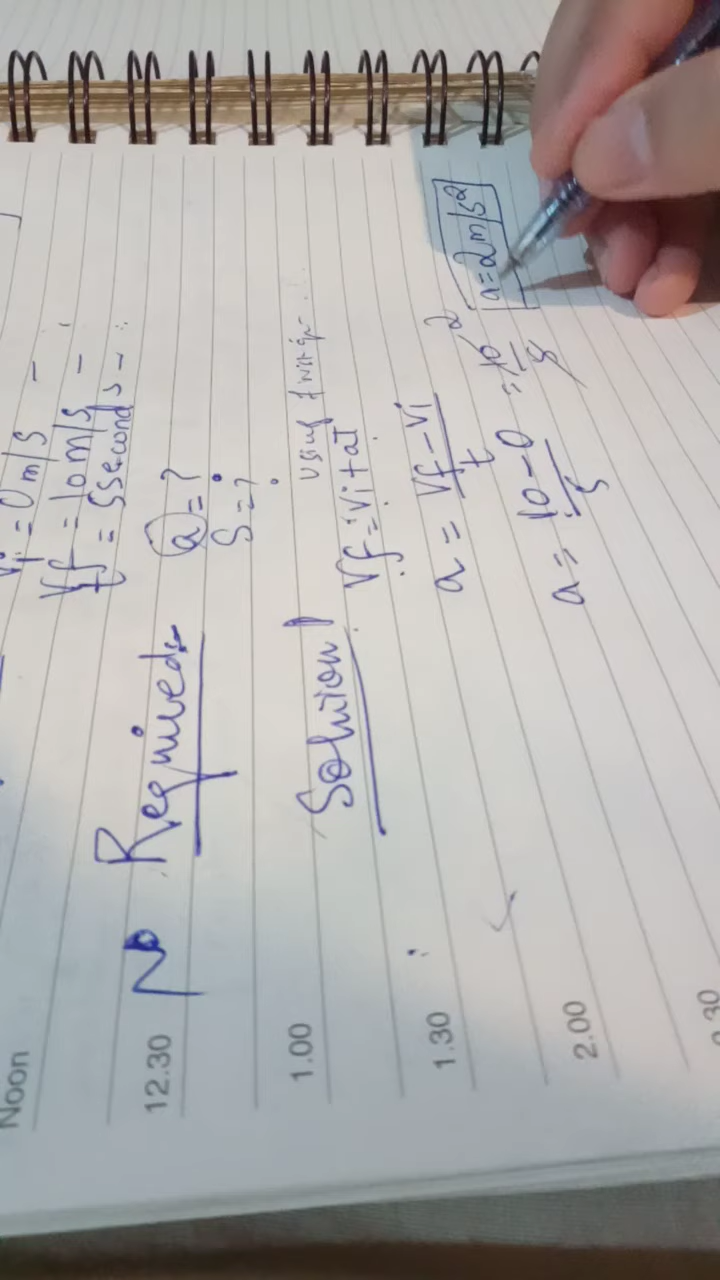 Vi = 0 m/s -
Vf = 10 m/s -
t = 5 seconds -
Required:
a = ?
S = ?
Solution!
using
Vf = Vi + at
a = Vf - Vi / t
a = 10 - 0 / 5 = 10 / 5 2
a = 2 m/s2
Noon
12.30
1.00
1.30
2.00